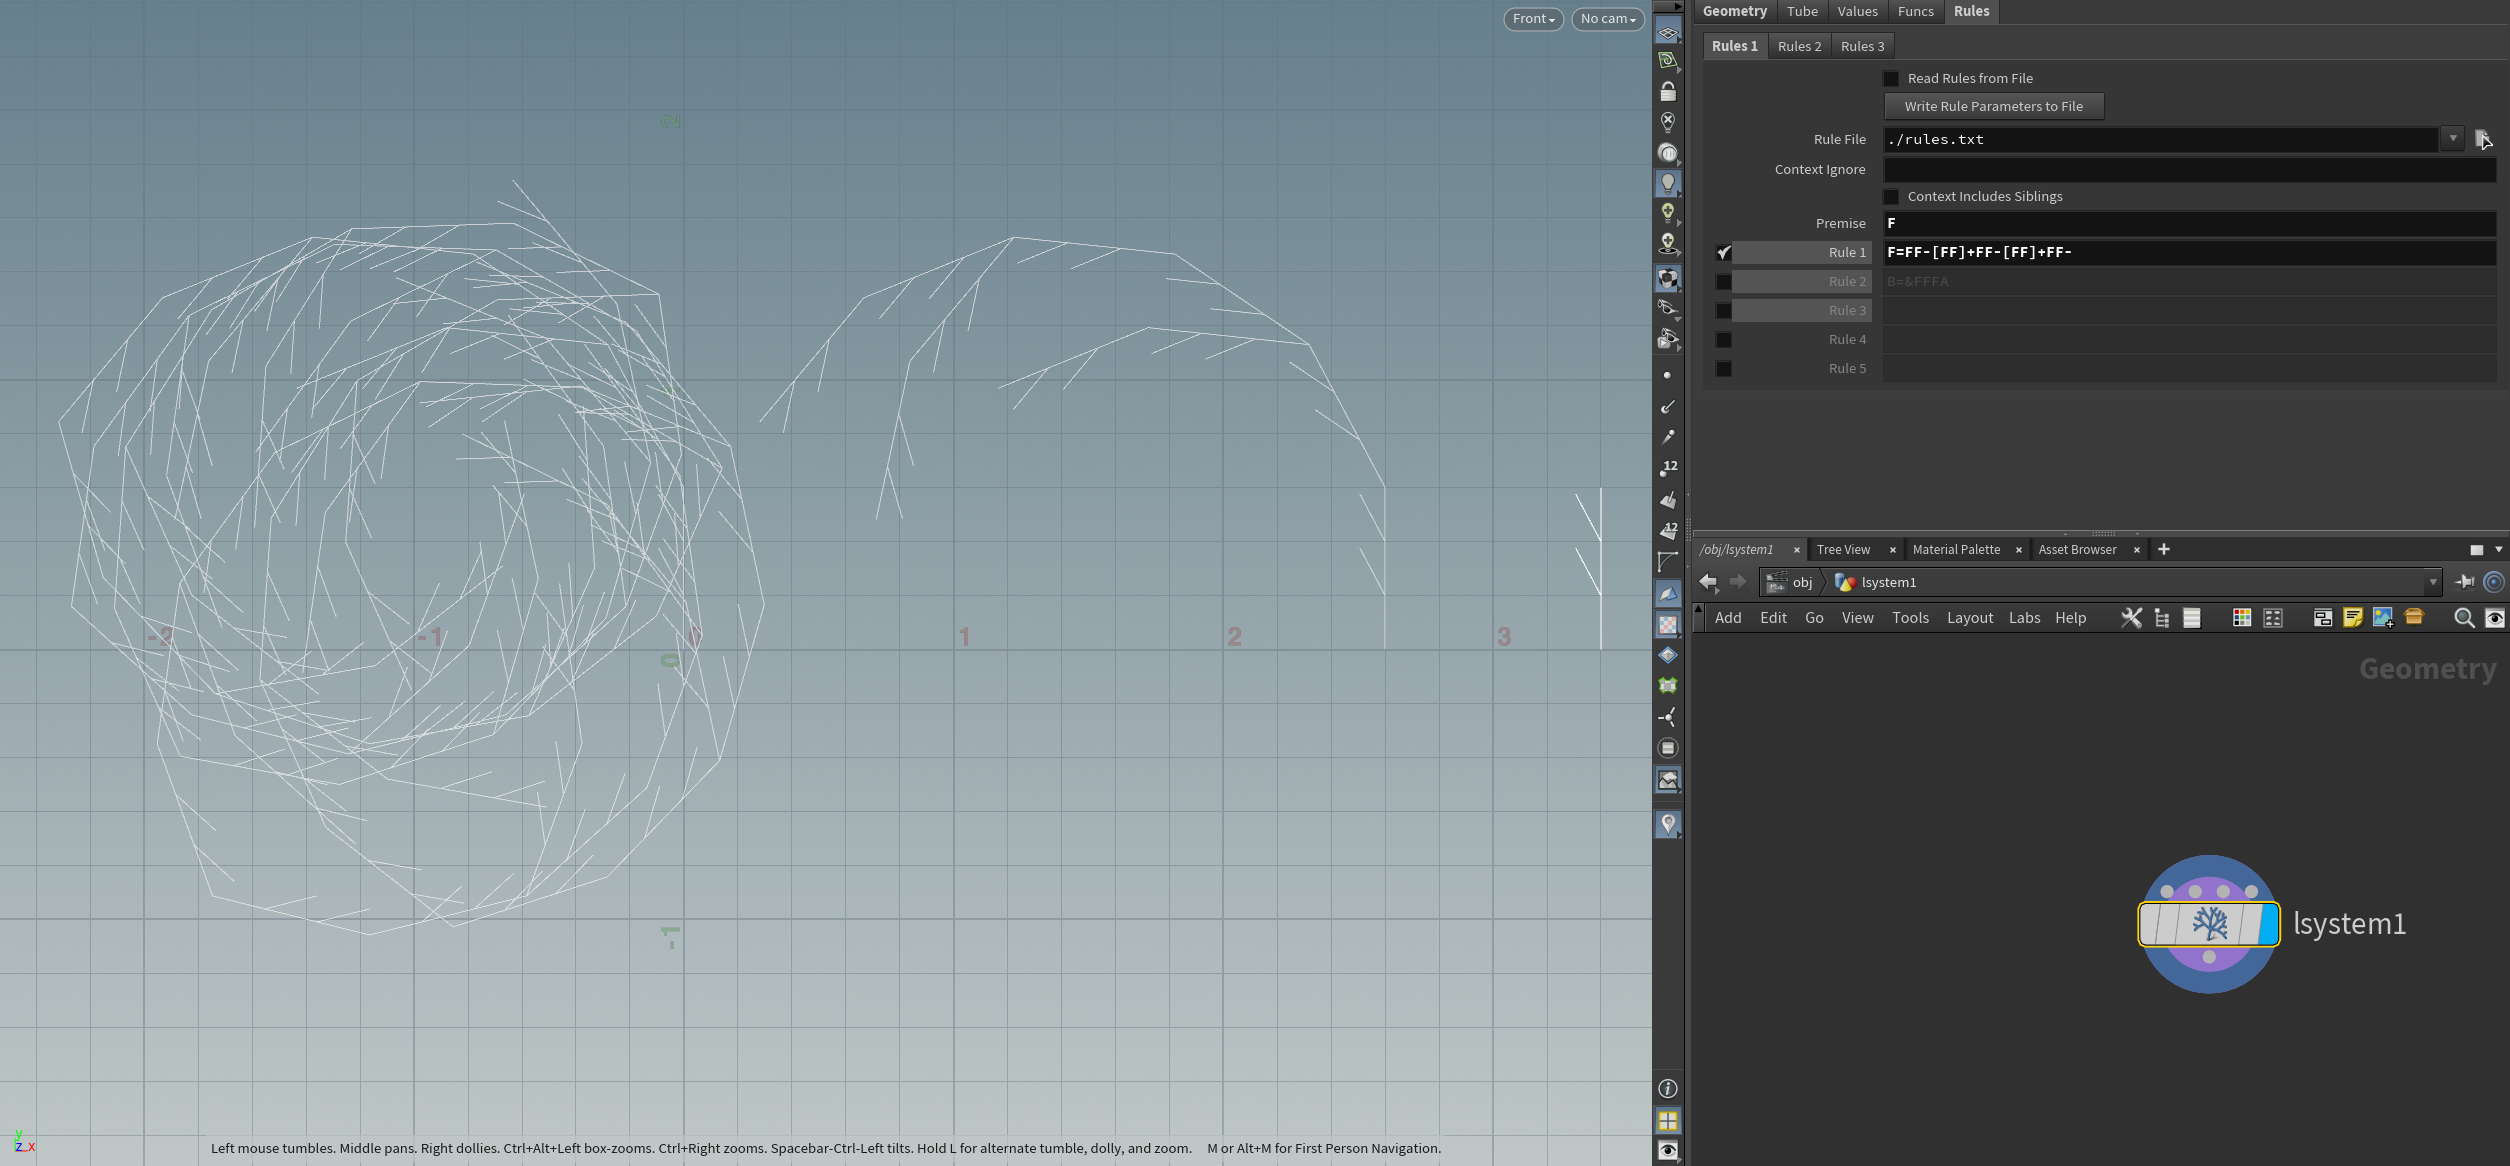 Front
No cam
2
1
-2
-1
0
1
2
3
0
-1
y
z x
Left mouse tumbles. Middle pans. Right dollies. Ctrl+Alt+Left box-zooms. Ctrl+Right zooms. Spacebar-Ctrl-Left tilts. Hold L for alternate tumble, dolly, and zoom. M or Alt+M for First Person Navigation.
12
12
Geometry Tube Values Funcs Rules
Rules 1 Rules 2 Rules 3
Read Rules from File
Write Rule Parameters to File
Rule File ./rules.txt
Context Ignore
Context Includes Siblings
Premise F
Rule 1 F=FF-[FF]+FF-[FF]+FF-
Rule 2 B=&FFFA
Rule 3
Rule 4
Rule 5
/obj/lsystem1 Tree View Material Palette Asset Browser
obj lsystem1
Add Edit Go View Tools Layout Labs Help
Geometry
lsystem1